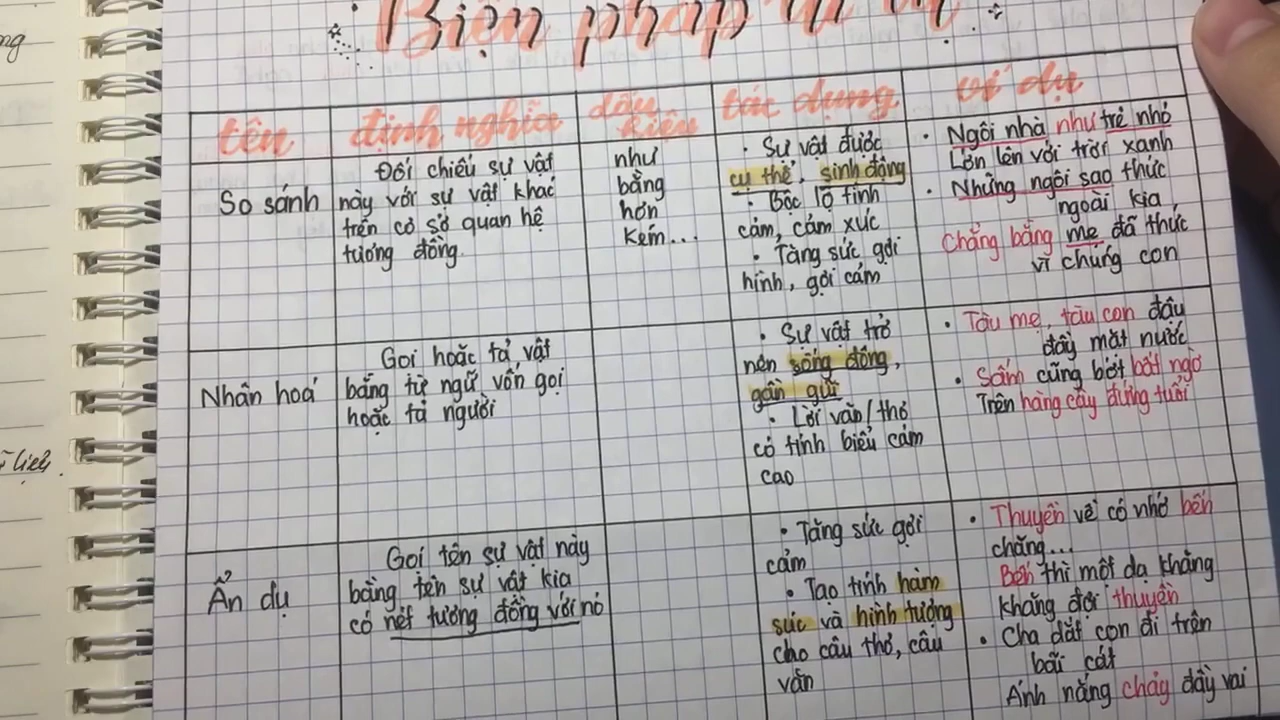 Biện pháp tu từ
tên
định nghĩa
dấu
hiệu
tác dụng
ví dụ
So sánh
Đối chiếu sự vật
này với sự vật khác
trên cơ sở quan hệ
tương đồng.
như
bằng
hơn
kém...
• Sự vật được
cụ thể, sinh động
• Bộc lộ tình
cảm, cảm xúc
• Tăng sức gợi
hình, gợi cảm
• Ngôi nhà như trẻ nhỏ
Lớn lên với trời xanh
• Những ngôi sao thức
ngoài kia
Chẳng bằng mẹ đã thức
vì chúng con
Nhân hoá
Gọi hoặc tả vật
bằng từ ngữ vốn gọi
hoặc tả người
• Sự vật trở
nên sống động,
gần gũi
• Lời văn/thơ
có tính biểu cảm
cao
• Tàu mẹ, tàu con đậu
đầy mặt nước
• Sấm cũng bớt bất ngờ
Trên hàng cây đứng tuổi
Ẩn dụ
Gọi tên sự vật này
bằng tên sự vật kia
có nét tương đồng với nó
• Tăng sức gợi
cảm
• Tạo tính hàm
súc và hình tượng
cho câu thơ, câu
văn
• Thuyền về có nhớ bến
chăng...
Bến thì một dạ khăng
khăng đợi thuyền
• Cha dắt con đi trên
bãi cát
Ánh nắng chảy đầy vai